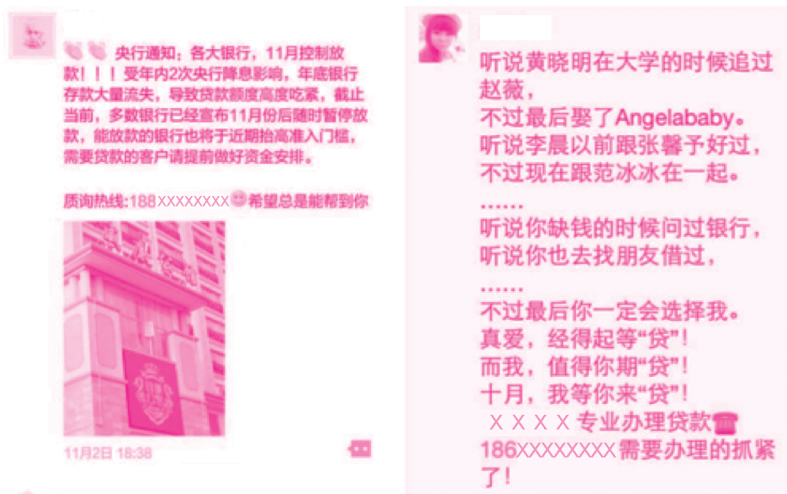 央行通知：各大银行，11月控制放
款！！！受年内2次央行降息影响，年底银行
存款大量流失，导致贷款额度高度吃紧，截止
当前，多数银行已经宣布11月份后随时暂停放
款，能放款的银行也将于近期抬高准入门槛，
需要贷款的客户请提前做好资金安排。
质询热线:188XXXXXXXX希望总是能帮到你
11月2日 18:38
听说黄晓明在大学的时候追过
赵薇，
不过最后娶了Angelababy。
听说李晨以前跟张馨予好过，
不过现在跟范冰冰在一起。
……
听说你缺钱的时候问过银行，
听说你也去找朋友借过，
……
不过最后你一定会选择我。
真爱，经得起等“贷”！
而我，值得你期“贷”！
十月，我等你来“贷”！
XXXX专业办理贷款
186XXXXXXXX需要办理的抓紧
了！